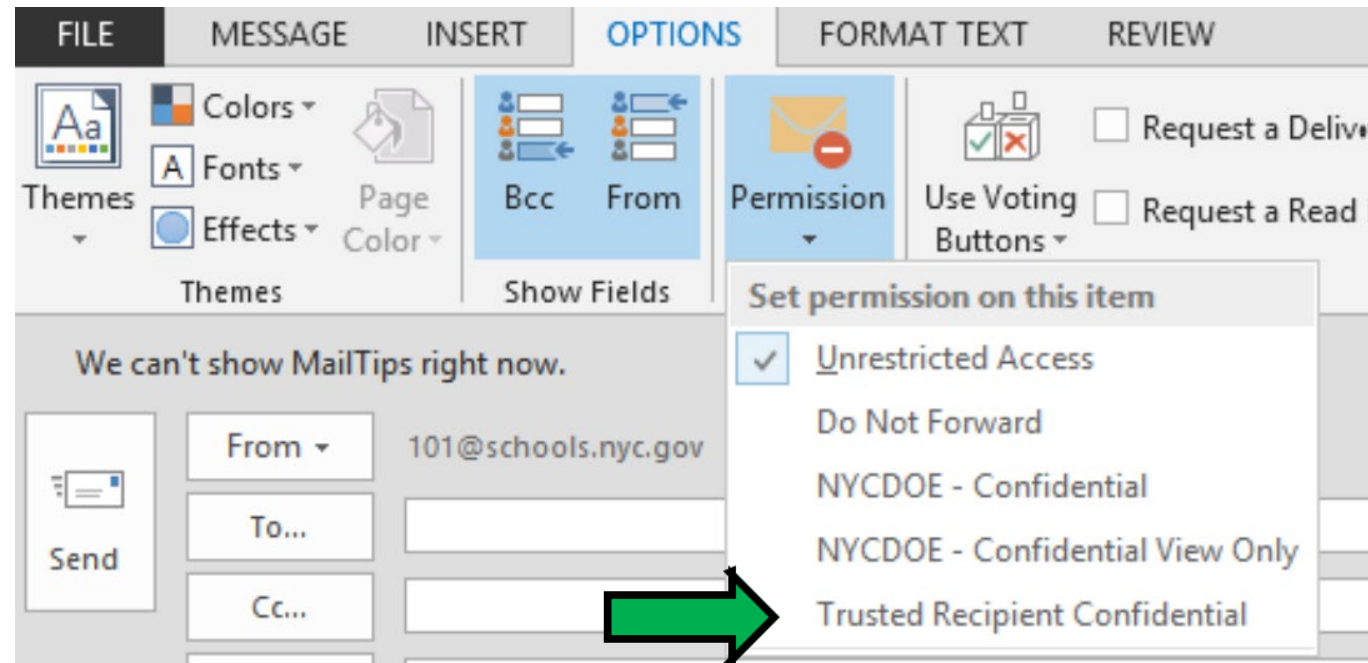 FILE MESSAGE INSERT OPTIONS FORMAT TEXT REVIEW
Aa
Themes
Colors
A Fonts
Effects
Page
Color
Themes
Bcc From
Show Fields
Permission
Use Voting
Buttons
Request a Deliv
Request a Read
Set permission on this item
Unrestricted Access
Do Not Forward
NYCDOE - Confidential
NYCDOE - Confidential View Only
Trusted Recipient Confidential
We can't show MailTips right now.
Send
From 101@schools.nyc.gov
To...
Cc...